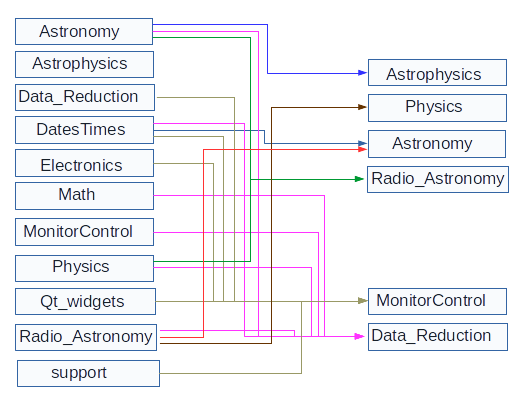 Astronomy
Astrophysics
Data_Reduction
DatesTimes
Electronics
Math
MonitorControl
Physics
Qt_widgets
Radio_Astronomy
support
Astrophysics
Physics
Astronomy
Radio_Astronomy
MonitorControl
Data_Reduction